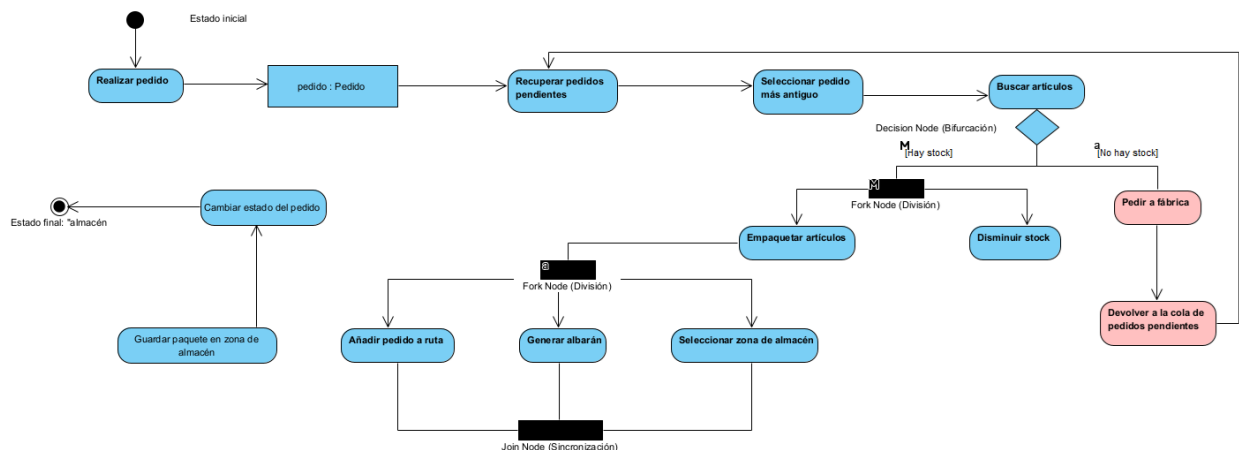 Estado inicial
Realizar pedido
pedido : Pedido
Recuperar pedidos
pendientes
Seleccionar pedido
más antiguo
Buscar artículos
Decision Node (Bifurcación)
M
[Hay stock]
a
[No hay stock]
M
Fork Node (División)
Pedir a fábrica
Cambiar estado del pedido
Estado final: "almacén
Empaquetar artículos
Disminuir stock
a
Fork Node (División)
Devolver a la cola de
pedidos pendientes
Guardar paquete en zona de
almacén
Añadir pedido a ruta
Generar albarán
Seleccionar zona de almacén
Join Node (Sincronización)